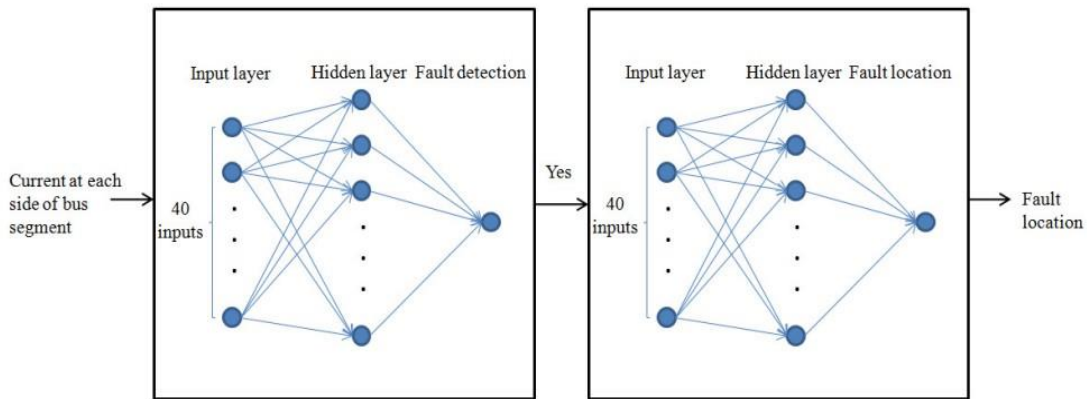 Input layer
Hidden layer
Fault detection
Current at each
side of bus
segment
40
inputs
Yes
Input layer
Hidden layer
Fault location
40
inputs
Fault
location